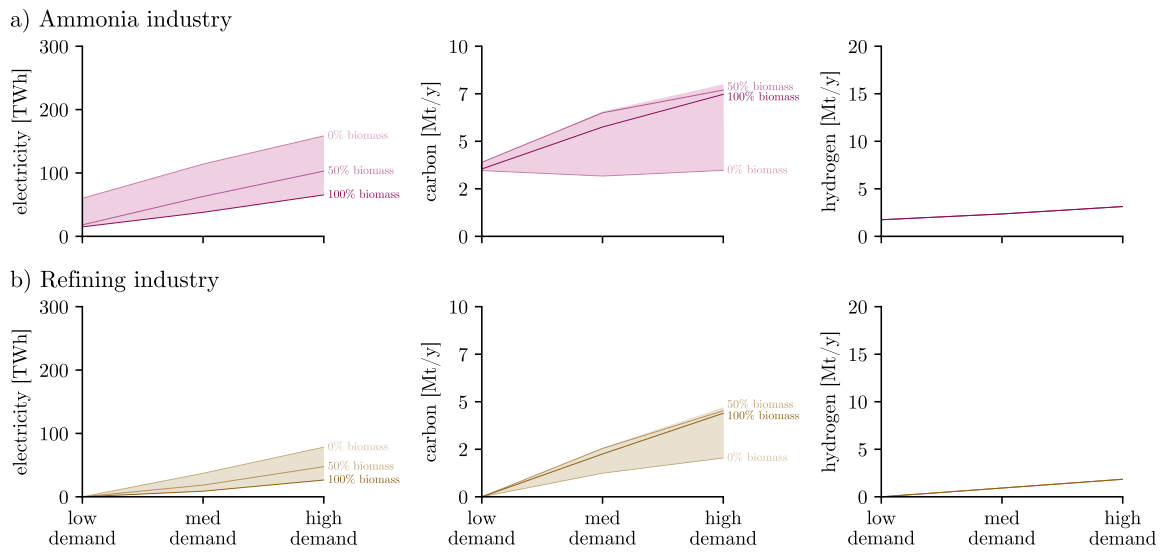 a) Ammonia industry
electricity [TWh]
300
200
100
0
0% biomass
50% biomass
100% biomass
carbon [Mt/y]
10
7
5
2
0
50% biomass
100% biomass
0% biomass
hydrogen [Mt/y]
20
15
10
5
0
b) Refining industry
electricity [TWh]
300
200
100
0
0% biomass
50% biomass
100% biomass
low demand
med demand
high demand
carbon [Mt/y]
10
7
5
2
0
50% biomass
100% biomass
0% biomass
low demand
med demand
high demand
hydrogen [Mt/y]
20
15
10
5
0
low demand
med demand
high demand